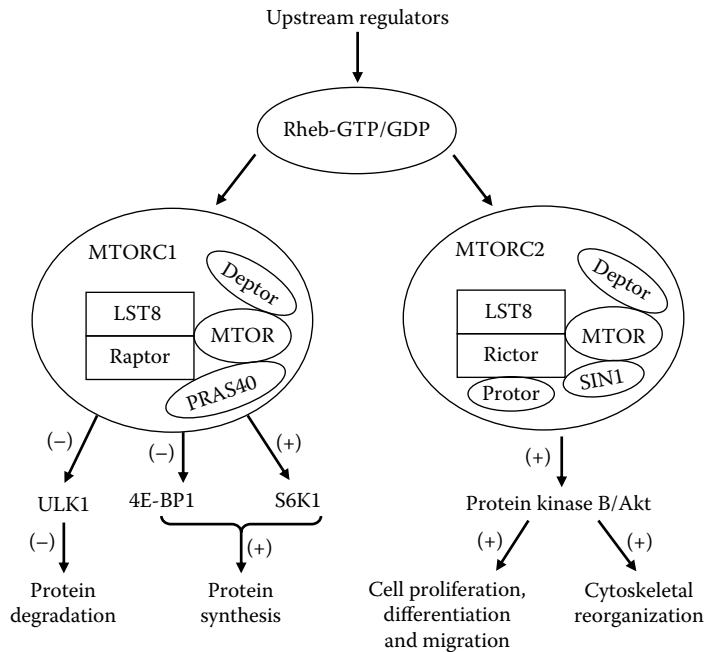 Upstream regulators
Rheb-GTP/GDP
MTORC1
Deptor
LST8
MTOR
Raptor
PRAS40
MTORC2
Deptor
LST8
MTOR
Rictor
SIN1
Protor
(–)
(–)
(+)
(+)
ULK1
4E-BP1
S6K1
Protein kinase B/Akt
(–)
(+)
(+)
(+)
Protein
degradation
Protein
synthesis
Cell proliferation,
differentiation
and migration
Cytoskeletal
reorganization